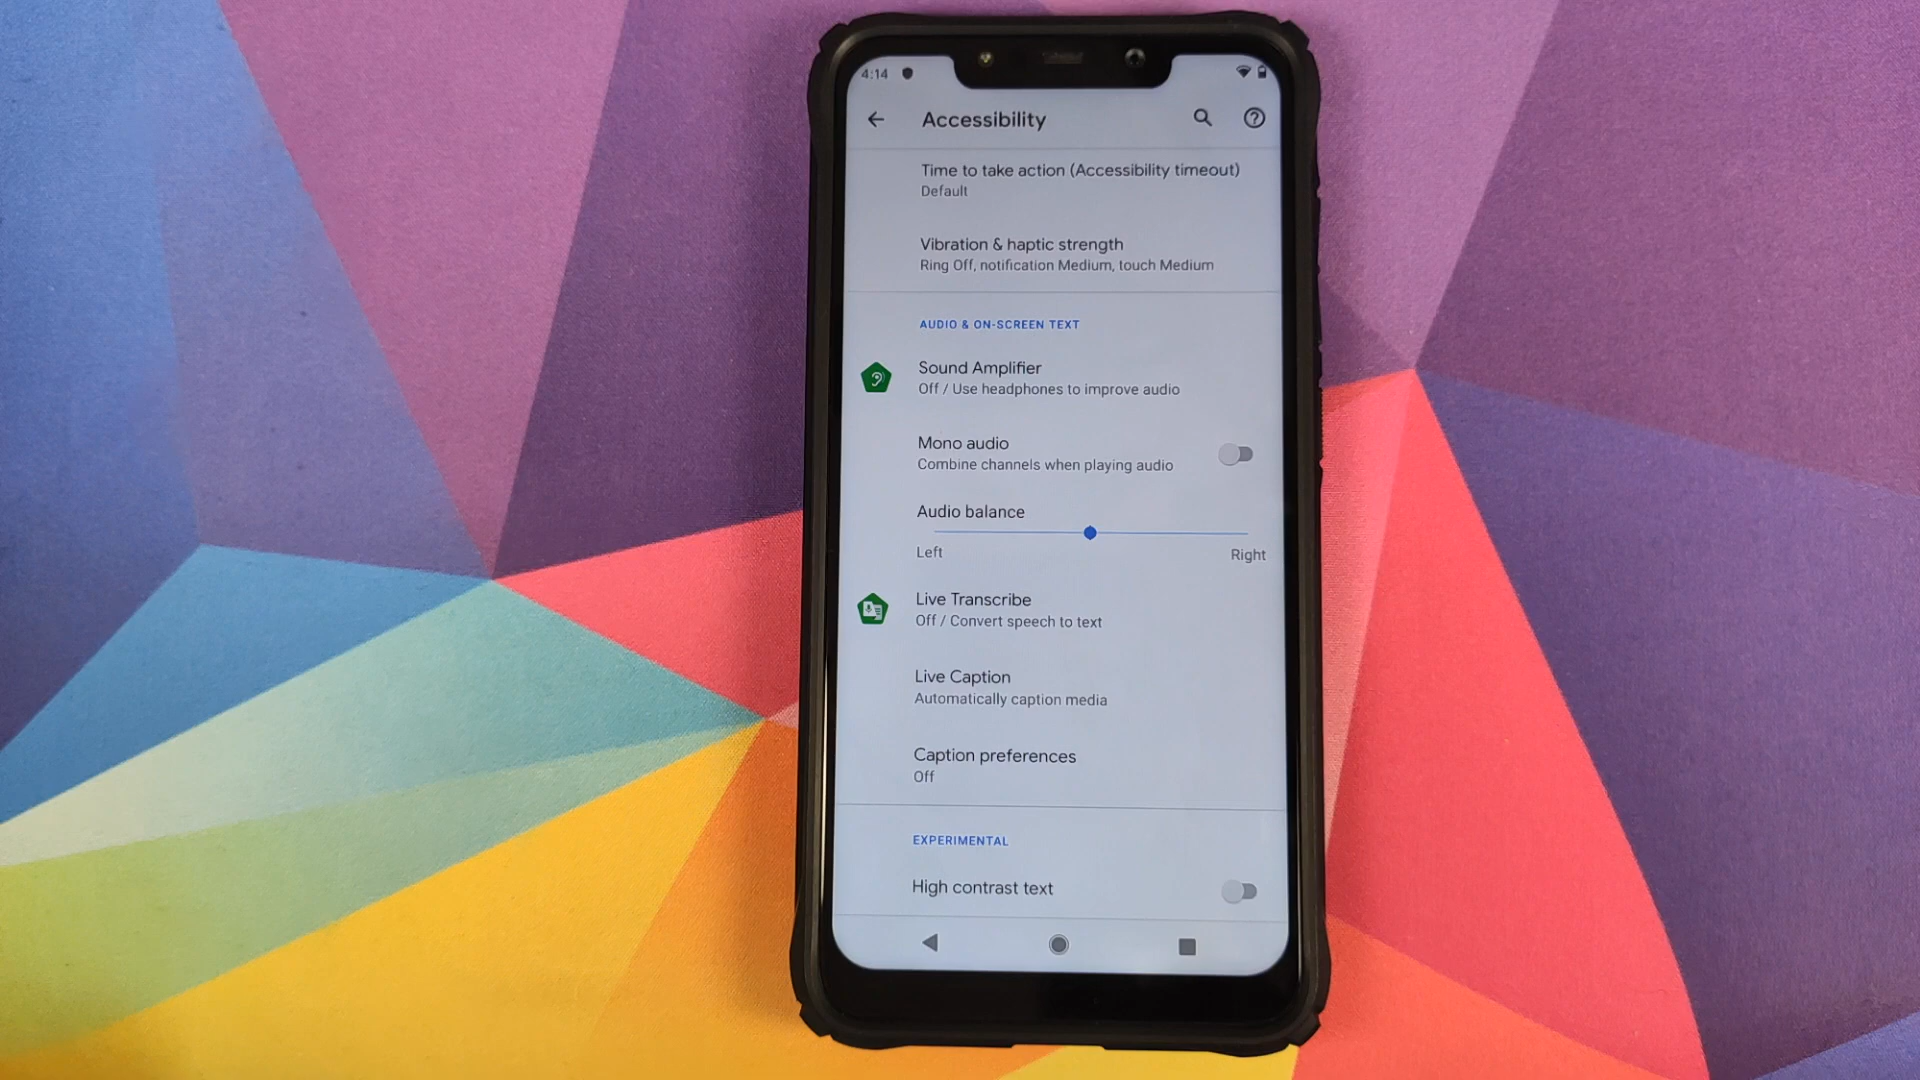 4:14
Accessibility
Time to take action (Accessibility timeout)
Default
Vibration & haptic strength
Ring Off, notification Medium, touch Medium
AUDIO & ON-SCREEN TEXT
Sound Amplifier
Off / Use headphones to improve audio
Mono audio
Combine channels when playing audio
Audio balance
Left Right
Live Transcribe
Off / Convert speech to text
Live Caption
Automatically caption media
Caption preferences
Off
EXPERIMENTAL
High contrast text